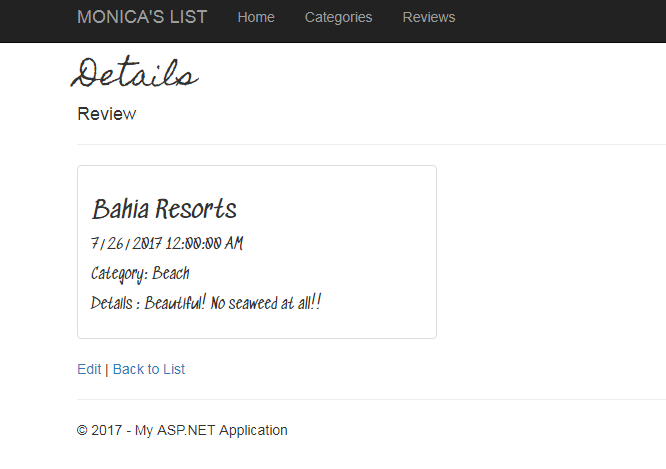 MONICA'S LIST Home Categories Reviews
Details
Review
Bahia Resorts
7/26/2017 12:00:00 AM
Category: Beach
Details : Beautiful! No seaweed at all!!
Edit | Back to List
© 2017 - My ASP.NET Application